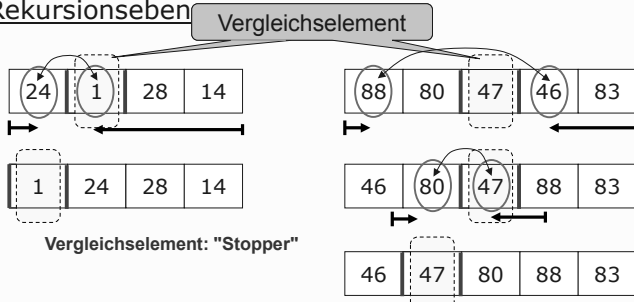 Rekursionseben
Vergleichselement
24 1 28 14
88 80 47 46 83
1 24 28 14
46 80 47 88 83
Vergleichselement: "Stopper"
46 47 80 88 83